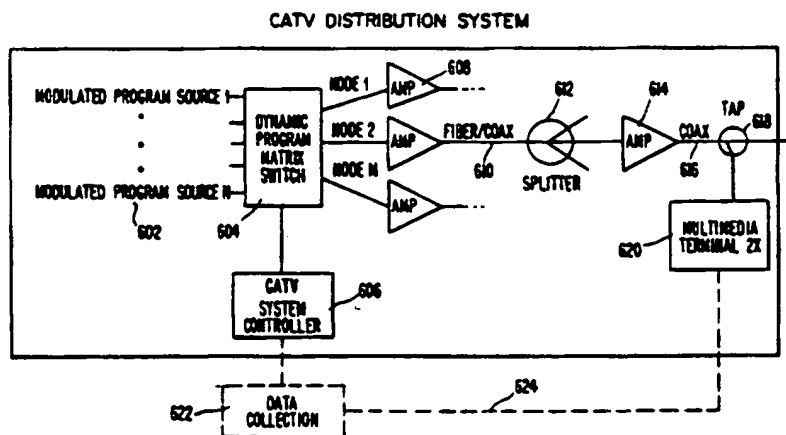 CATV DISTRIBUTION SYSTEM
MODULATED PROGRAM SOURCE 1
MODULATED PROGRAM SOURCE N
602
DYNAMIC
PROGRAM
MATRIX
SWITCH
604
NODE 1
NODE 2
NODE M
AMP
608
AMP
AMP
FIBER/COAX
610
612
SPLITTER
614
AMP
COAX
616
TAP
618
620
MULTIMEDIA
TERMINAL 2X
CATV
SYSTEM
CONTROLLER
606
622
DATA
COLLECTION
624